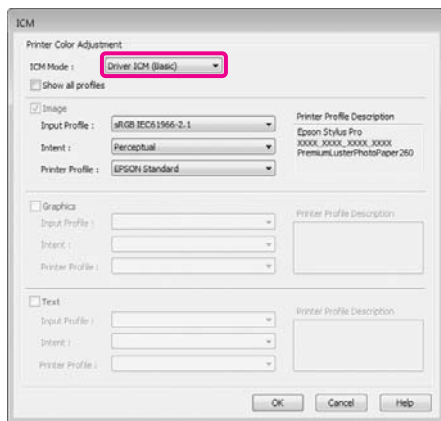 ICM
Printer Color Adjustment
ICM Mode : Driver ICM (Basic)
Show all profiles
Image
Input Profile : sRGB IEC61966-2.1
Intent : Perceptual
Printer Profile : EPSON Standard
Printer Profile Description
Epson Stylus Pro
XXXX_XXXX_XXXX_XXXX
PremiumLusterPhotoPaper260
Graphics
Input Profile :
Intent :
Printer Profile :
Printer Profile Description
Text
Input Profile :
Intent :
Printer Profile :
Printer Profile Description
OK Cancel Help